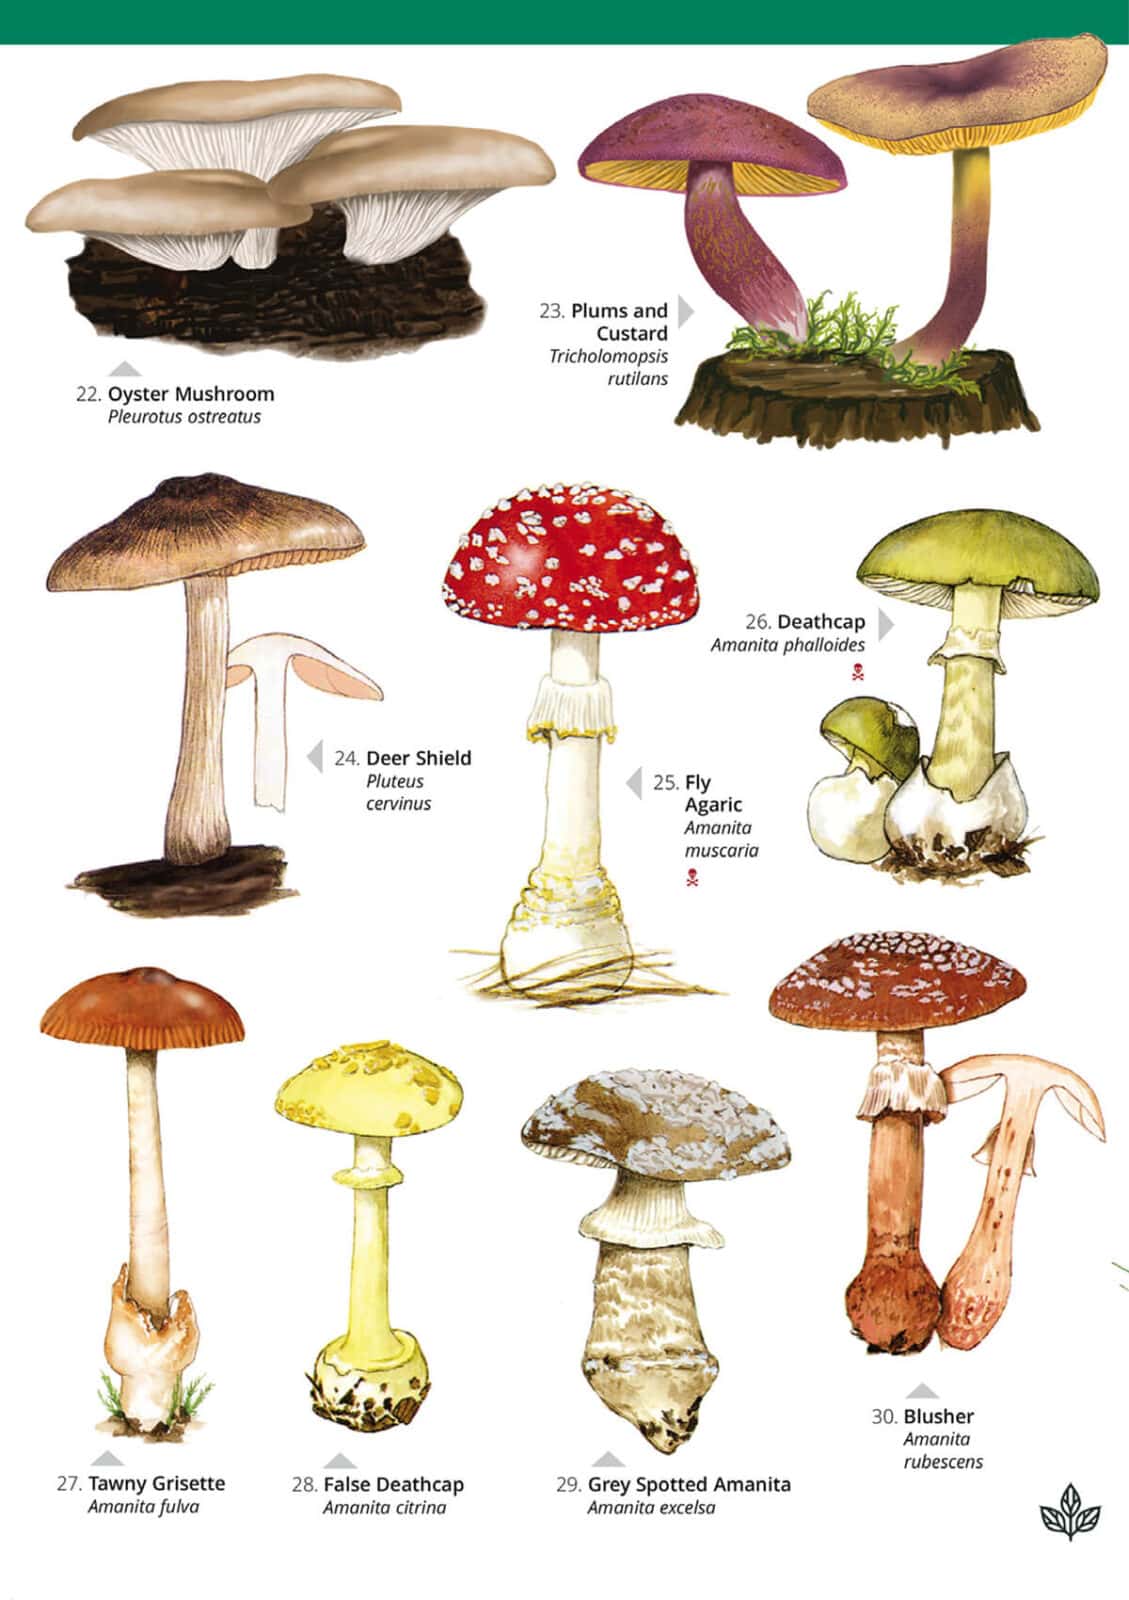 22. Oyster Mushroom
Pleurotus ostreatus
23. Plums and
Custard
Tricholomopsis
rutilans
24. Deer Shield
Pluteus
cervinus
25. Fly
Agaric
Amanita
muscaria
26. Deathcap
Amanita phalloides
27. Tawny Grisette
Amanita fulva
28. False Deathcap
Amanita citrina
29. Grey Spotted Amanita
Amanita excelsa
30. Blusher
Amanita
rubescens